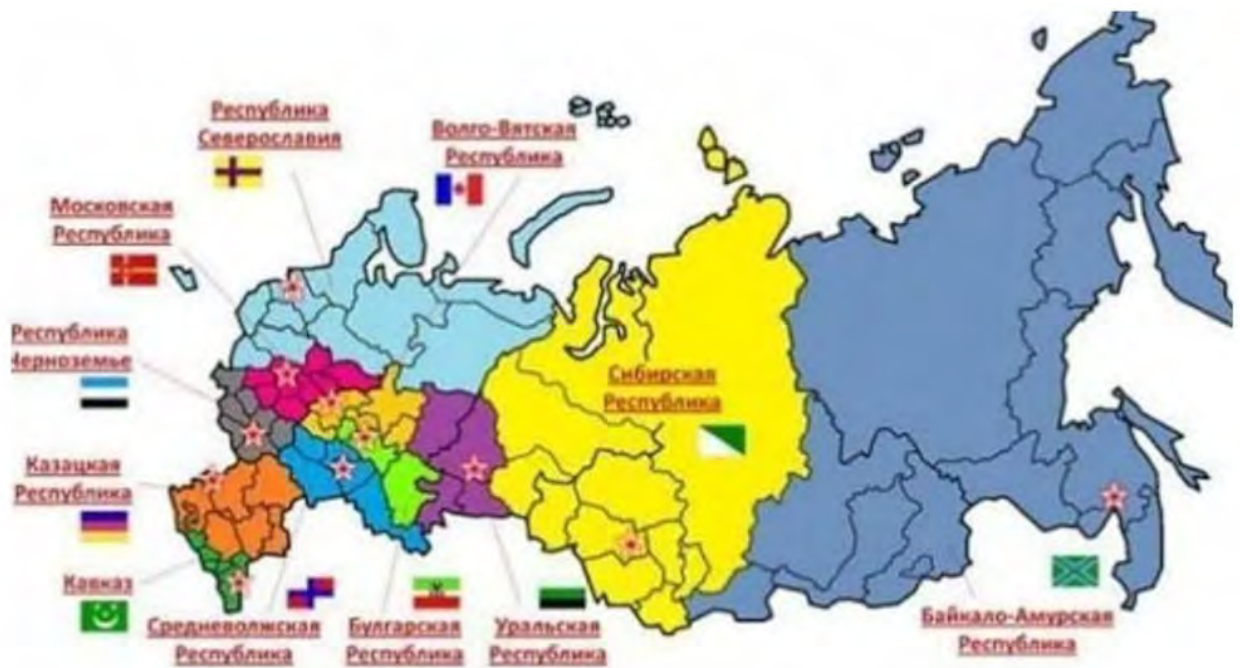 Республика
Северославия
Волго-Вятская
Республика
Московская
Республика
Республика
Черноземье
Сибирская
Республика
Казацкая
Республика
Кавказ
Средневолжская
Республика
Булгарская
Республика
Уральская
Республика
Байкало-Амурская
Республика